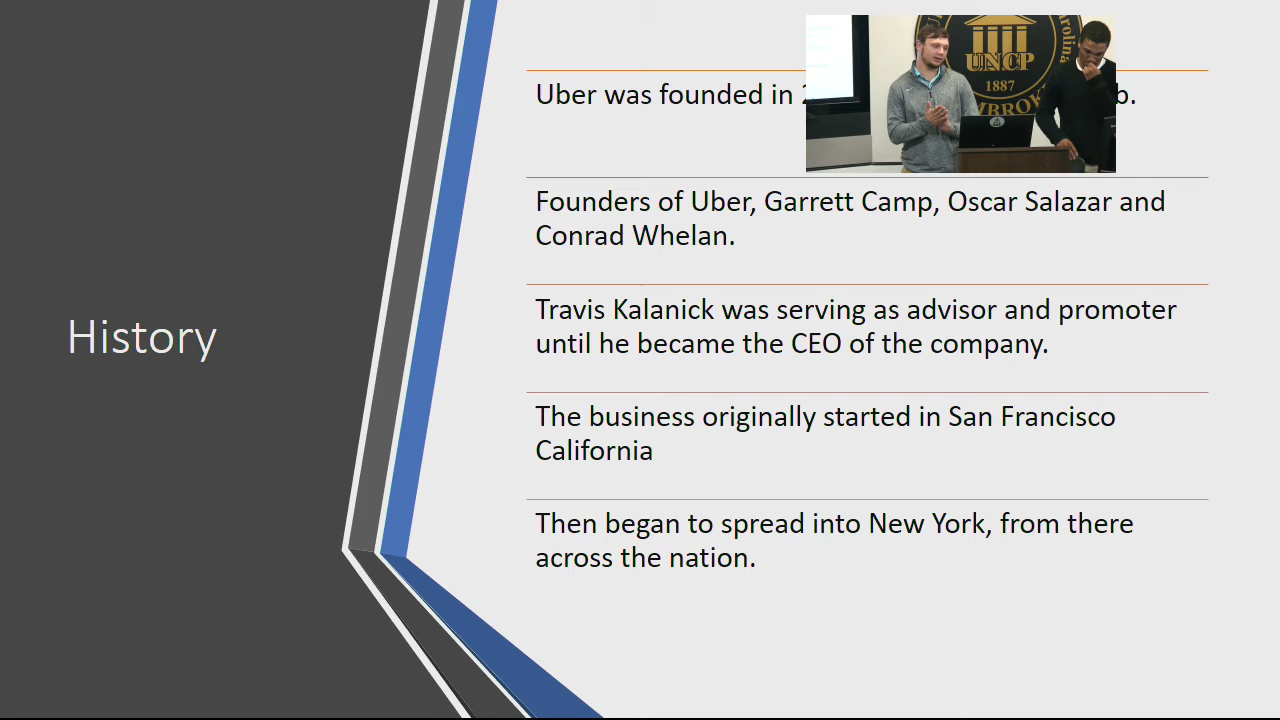 History
Uber was founded in
Founders of Uber, Garrett Camp, Oscar Salazar and
Conrad Whelan.
Travis Kalanick was serving as advisor and promoter
until he became the CEO of the company.
The business originally started in San Francisco
California
Then began to spread into New York, from there
across the nation.
UNCP
1887